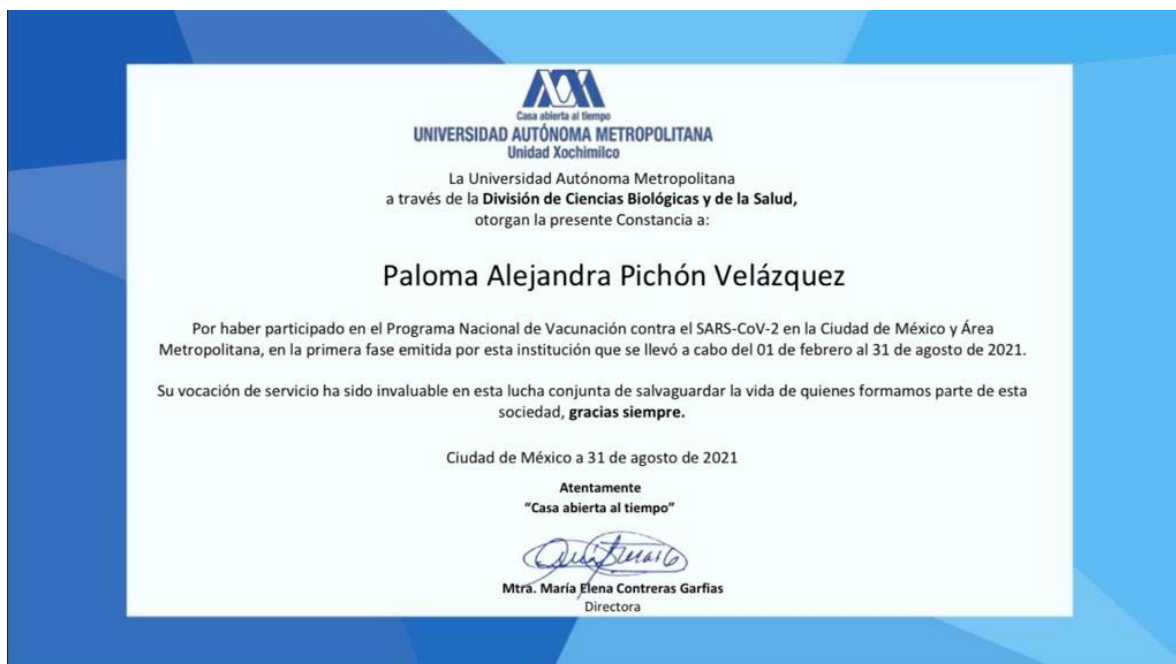 Casa abierta al tiempo
UNIVERSIDAD AUTÓNOMA METROPOLITANA
Unidad Xochimilco
La Universidad Autónoma Metropolitana
a través de la División de Ciencias Biológicas y de la Salud,
otorgan la presente Constancia a:
Paloma Alejandra Pichón Velázquez
Por haber participado en el Programa Nacional de Vacunación contra el SARS-CoV-2 en la Ciudad de México y Área
Metropolitana, en la primera fase emitida por esta institución que se llevó a cabo del 01 de febrero al 31 de agosto de 2021.
Su vocación de servicio ha sido invaluable en esta lucha conjunta de salvaguardar la vida de quienes formamos parte de esta
sociedad, gracias siempre.
Ciudad de México a 31 de agosto de 2021
Atentamente
“Casa abierta al tiempo”
Mtra. María Elena Contreras Garfias
Directora